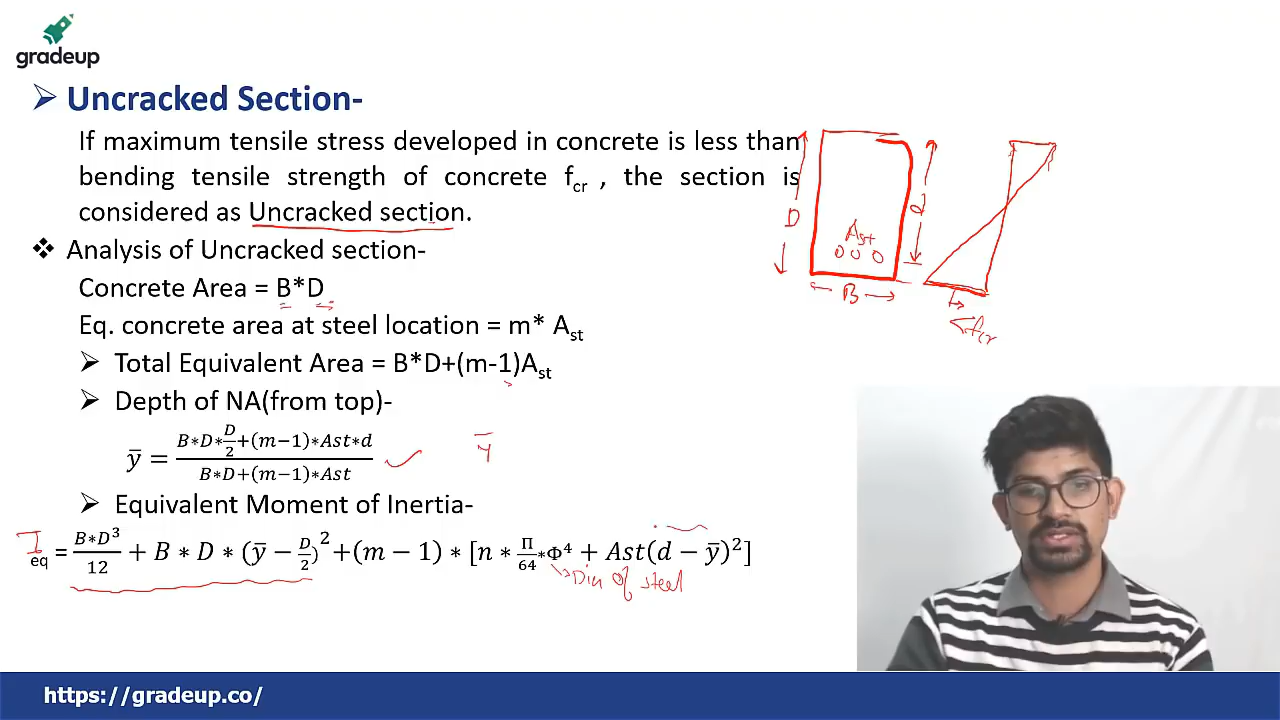 gradeup
➢ Uncracked Section-
If maximum tensile stress developed in concrete is less than
bending tensile strength of concrete fcr , the section is
considered as Uncracked section.
❖ Analysis of Uncracked section-
Concrete Area = B*D
Eq. concrete area at steel location = m* Ast
➢ Total Equivalent Area = B*D+(m-1)Ast
➢ Depth of NA(from top)-
ȳ = (B∗D∗D/2+(m−1)∗Ast∗d)/(B∗D+(m−1)∗Ast)
ȳ
➢ Equivalent Moment of Inertia-
Ieq = B∗D³/12 + B ∗ D ∗ (ȳ − D/2)² +(m − 1) ∗ [n ∗ Π/64 ∗Φ⁴ + Ast(d − ȳ)²]
Dia of steel
D
Ast
d
B
<fcr
https://gradeup.co/